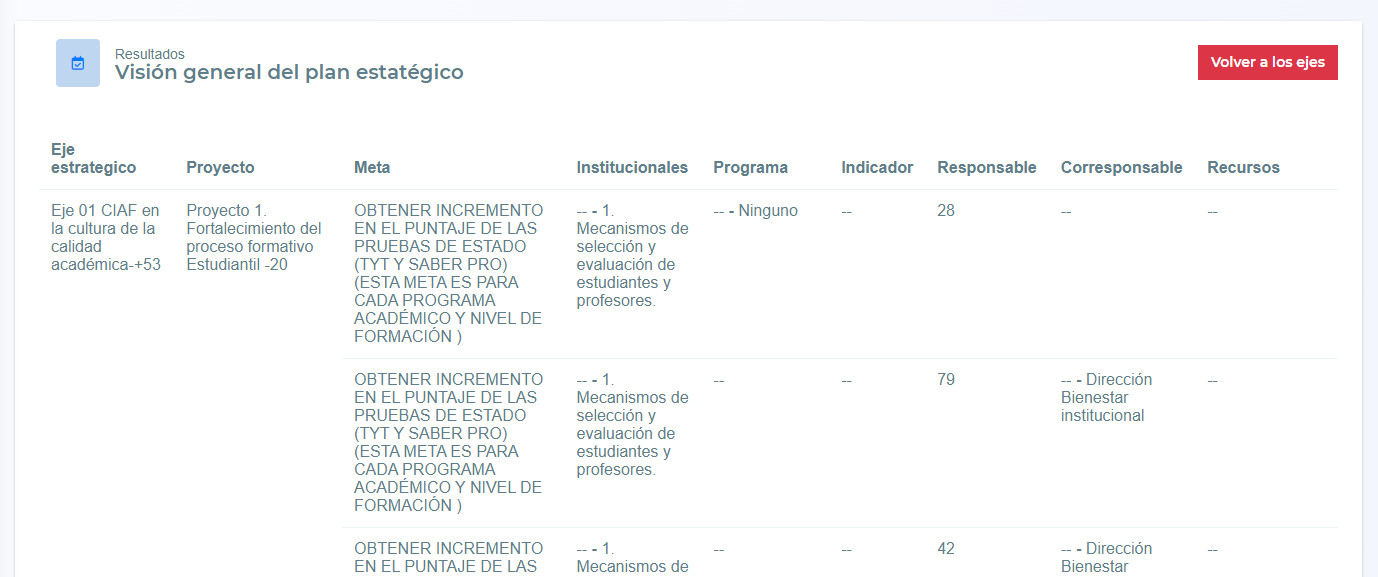 Resultados
Visión general del plan estatégico
Volver a los ejes
Eje
estrategico
Proyecto
Meta
Institucionales
Programa
Indicador
Responsable
Corresponsable
Recursos
Eje 01 CIAF en
la cultura de la
calidad
académica-+53
Proyecto 1.
Fortalecimiento del
proceso formativo
Estudiantil -20
OBTENER INCREMENTO
EN EL PUNTAJE DE LAS
PRUEBAS DE ESTADO
(TYT Y SABER PRO)
(ESTA META ES PARA
CADA PROGRAMA
ACADÉMICO Y NIVEL DE
FORMACIÓN )
-- - 1.
Mecanismos de
selección y
evaluación de
estudiantes y
profesores.
-- - Ninguno
--
28
--
--
OBTENER INCREMENTO
EN EL PUNTAJE DE LAS
PRUEBAS DE ESTADO
(TYT Y SABER PRO)
(ESTA META ES PARA
CADA PROGRAMA
ACADÉMICO Y NIVEL DE
FORMACIÓN )
-- - 1.
Mecanismos de
selección y
evaluación de
estudiantes y
profesores.
--
--
79
-- - Dirección
Bienestar
institucional
--
OBTENER INCREMENTO
EN EL PUNTAJE DE LAS
-- - 1.
Mecanismos de
--
--
42
-- - Dirección
Bienestar
--